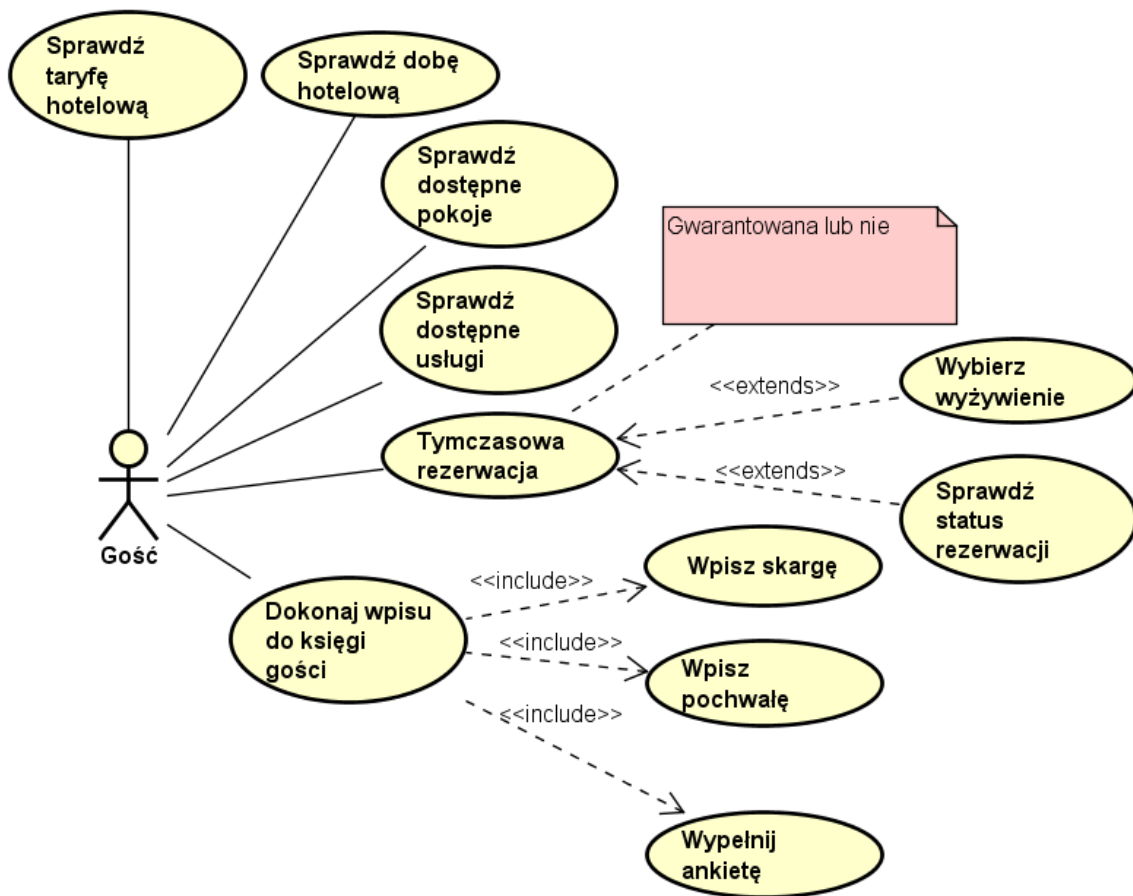 Sprawdź
taryfę
hotelową
Sprawdź dobę
hotelową
Sprawdź
dostępne
pokoje
Gwarantowana lub nie
Sprawdź
dostępne
usługi
Wybierz
wyżywienie
<<extends>>
Tymczasowa
rezerwacja
<<extends>>
Sprawdź
status
rezerwacji
Gość
Wpisz skargę
<<include>>
Dokonaj wpisu
do księgi
gości
<<include>>
Wpisz
pochwałę
<<include>>
Wypełnij
ankietę